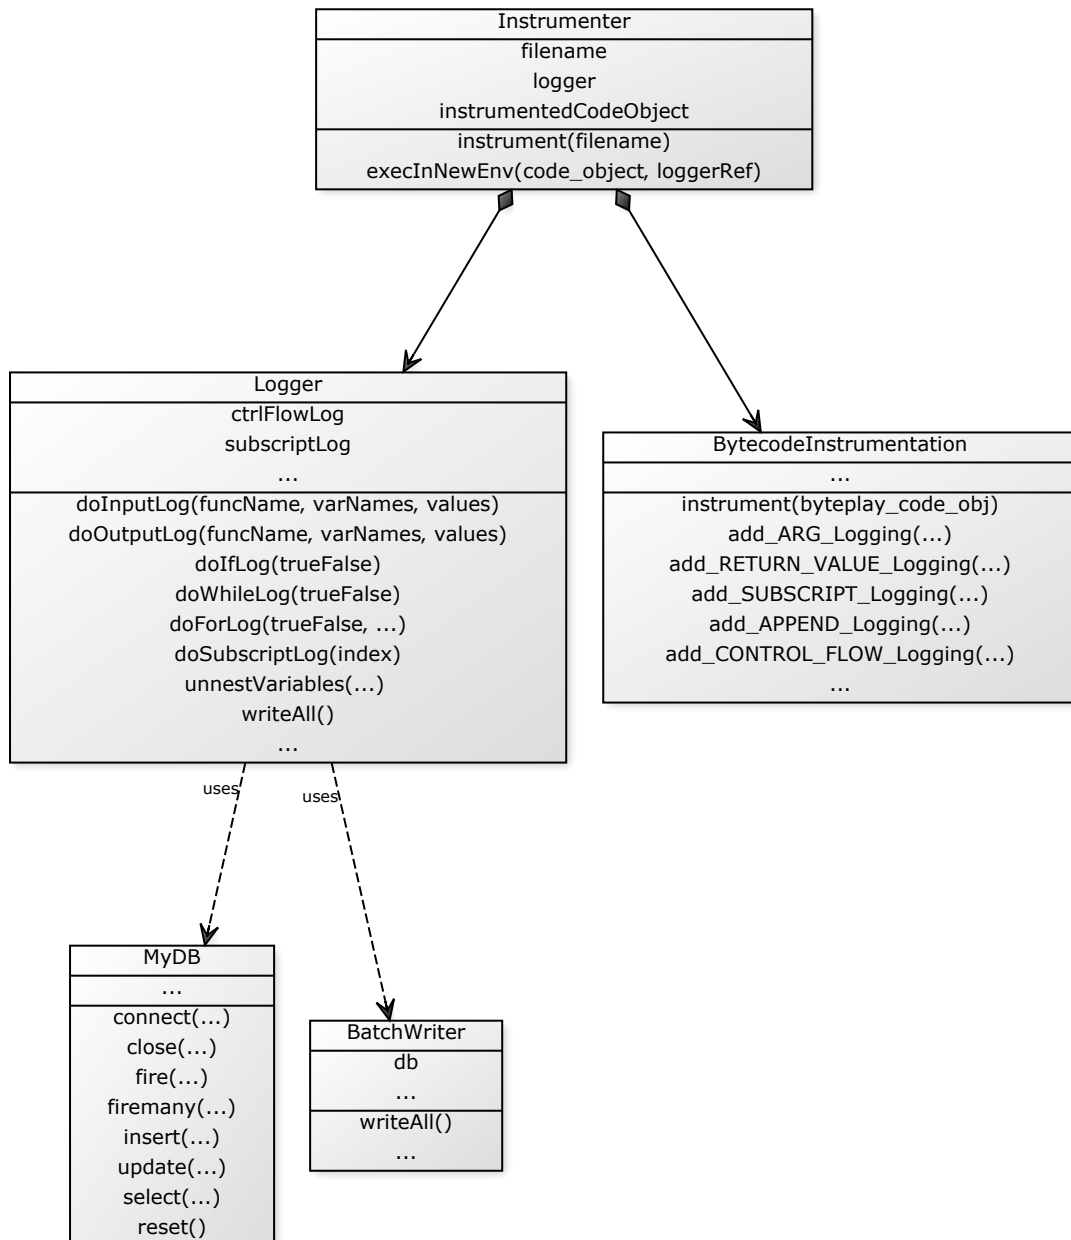 Instrumenter
filename
logger
instrumentedCodeObject
instrument(filename)
execInNewEnv(code_object, loggerRef)
Logger
ctrlFlowLog
subscriptLog
...
doInputLog(funcName, varNames, values)
doOutputLog(funcName, varNames, values)
doIfLog(trueFalse)
doWhileLog(trueFalse)
doForLog(trueFalse, ...)
doSubscriptLog(index)
unnestVariables(...)
writeAll()
...
BytecodeInstrumentation
...
instrument(byteplay_code_obj)
add_ARG_Logging(...)
add_RETURN_VALUE_Logging(...)
add_SUBSCRIPT_Logging(...)
add_APPEND_Logging(...)
add_CONTROL_FLOW_Logging(...)
...
uses
uses
MyDB
...
connect(...)
close(...)
fire(...)
firemany(...)
insert(...)
update(...)
select(...)
reset()
BatchWriter
db
...
writeAll()
...